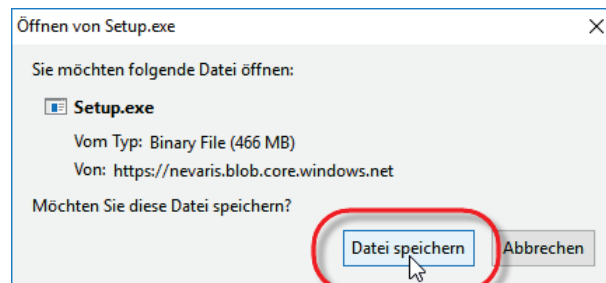 Öffnen von Setup.exe
Sie möchten folgende Datei öffnen:
Setup.exe
Vom Typ: Binary File (466 MB)
Von: https://nevaris.blob.core.windows.net
Möchten Sie diese Datei speichern?
Datei speichern Abbrechen